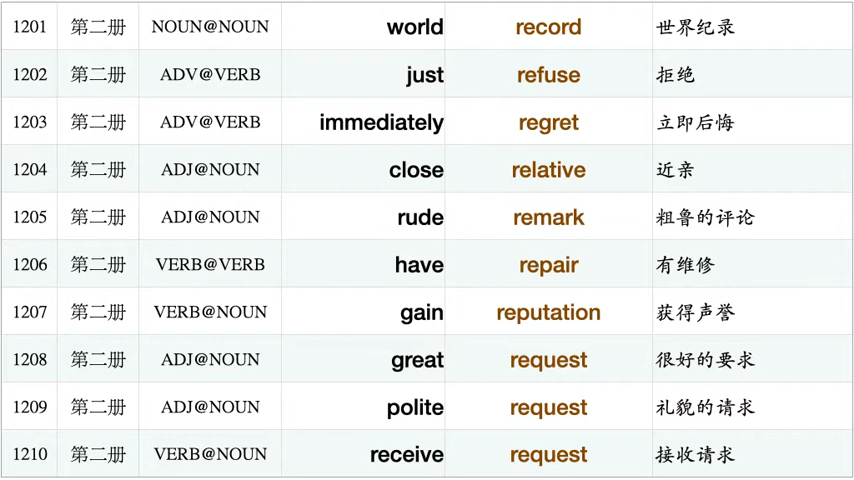 1201 第二册 NOUN@NOUN world record 世界纪录
1202 第二册 ADV@VERB just refuse 拒绝
1203 第二册 ADV@VERB immediately regret 立即后悔
1204 第二册 ADJ@NOUN close relative 近亲
1205 第二册 ADJ@NOUN rude remark 粗鲁的评论
1206 第二册 VERB@VERB have repair 有维修
1207 第二册 VERB@NOUN gain reputation 获得声誉
1208 第二册 ADJ@NOUN great request 很好的要求
1209 第二册 ADJ@NOUN polite request 礼貌的请求
1210 第二册 VERB@NOUN receive request 接收请求